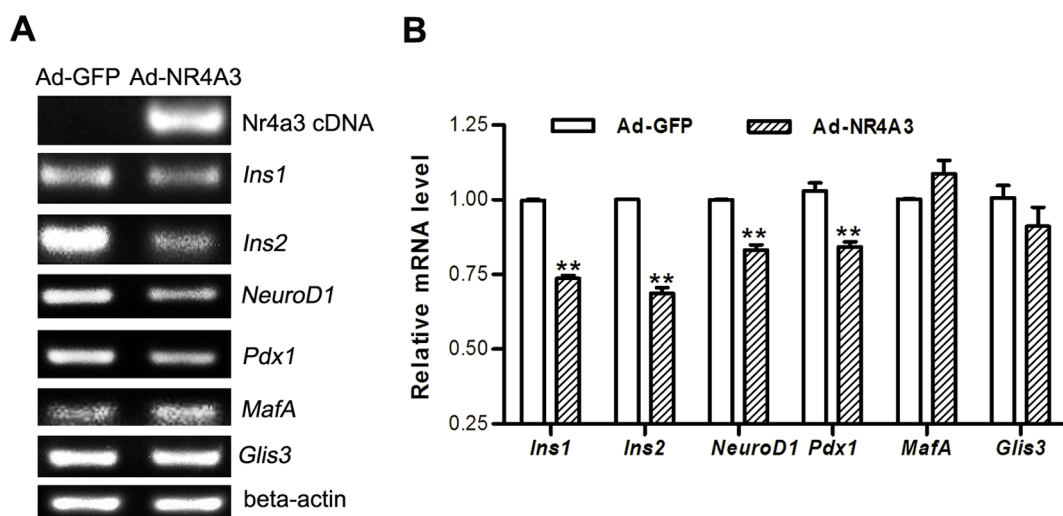 A
Ad-GFP Ad-NR4A3
Nr4a3 cDNA
Ins1
Ins2
NeuroD1
Pdx1
MafA
Glis3
beta-actin
B
Ad-GFP Ad-NR4A3
Relative mRNA level
1.25
1.00
0.75
0.50
0.25
**
**
**
**
Ins1 Ins2 NeuroD1 Pdx1 MafA Glis3